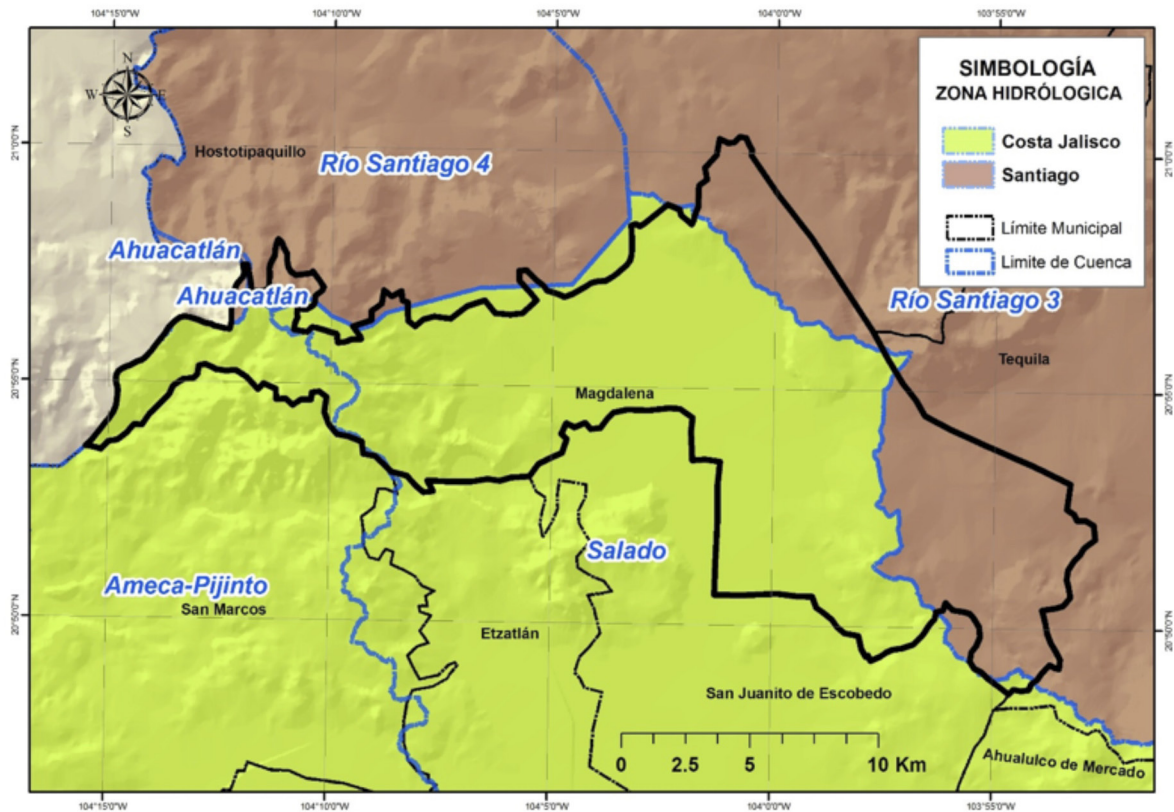 104°15'0"W 104°10'0"W 104°5'0"W 104°0'0"W 103°55'0"W
N
W E
S
SIMBOLOGÍA
ZONA HIDRÓLOGICA
Costa Jalisco
Santiago
Límite Municipal
Limite de Cuenca
21°0'0"N
21°0'0"N
Hostotipaquillo
Río Santiago 4
Ahuacatlán
Ahuacatlán
Río Santiago 3
Tequila
20°55'0"N
Magdalena
20°55'0"N
Salado
Ameca-Pijinto
San Marcos
20°50'0"N
Etzatlán
20°50'0"N
San Juanito de Escobedo
Ahualulco de Mercado
0 2.5 5 10 Km
104°15'0"W 104°10'0"W 104°5'0"W 104°0'0"W 103°55'0"W